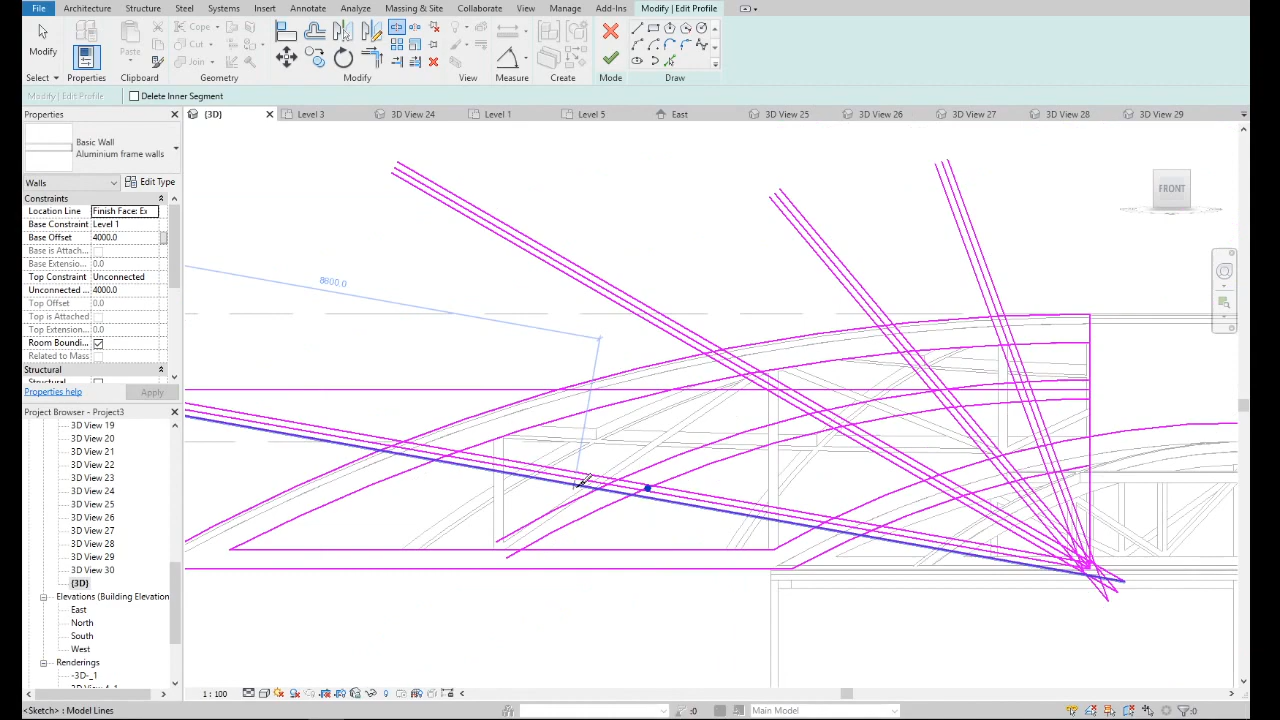 File Architecture Structure Steel Systems Insert Annotate Analyze Massing & Site Collaborate View Manage Add-Ins Modify | Edit Profile
Modify
Properties
Paste
Cope
Cut
Join
Select Properties Clipboard Geometry Modify View Measure Create Mode Draw
Modify | Edit Profile Delete Inner Segment
Properties
{3D} Level 3 3D View 24 Level 1 Level 5 East 3D View 25 3D View 26 3D View 27 3D View 28 3D View 29
Basic Wall
Aluminium frame walls
Walls Edit Type
Constraints
Location Line Finish Face: Ex
Base Constraint Level 1
Base Offset 4000.0
Base is Attach...
Base Extensio... 0.0
Top Constraint Unconnected
Unconnected ... 4000.0
Top Offset 0.0
Top is Attached
Top Extension... 0.0
Room Boundi...
Related to Mass
Structural
Properties help Apply
Project Browser - Project3
3D View 19
3D View 20
3D View 21
3D View 22
3D View 23
3D View 24
3D View 25
3D View 26
3D View 27
3D View 28
3D View 29
3D View 30
{3D}
Elevations (Building Elevation
East
North
South
West
Renderings
-3D-_1
8800.0
FRONT
1 : 100
<Sketch> : Model Lines :0 Main Model :0